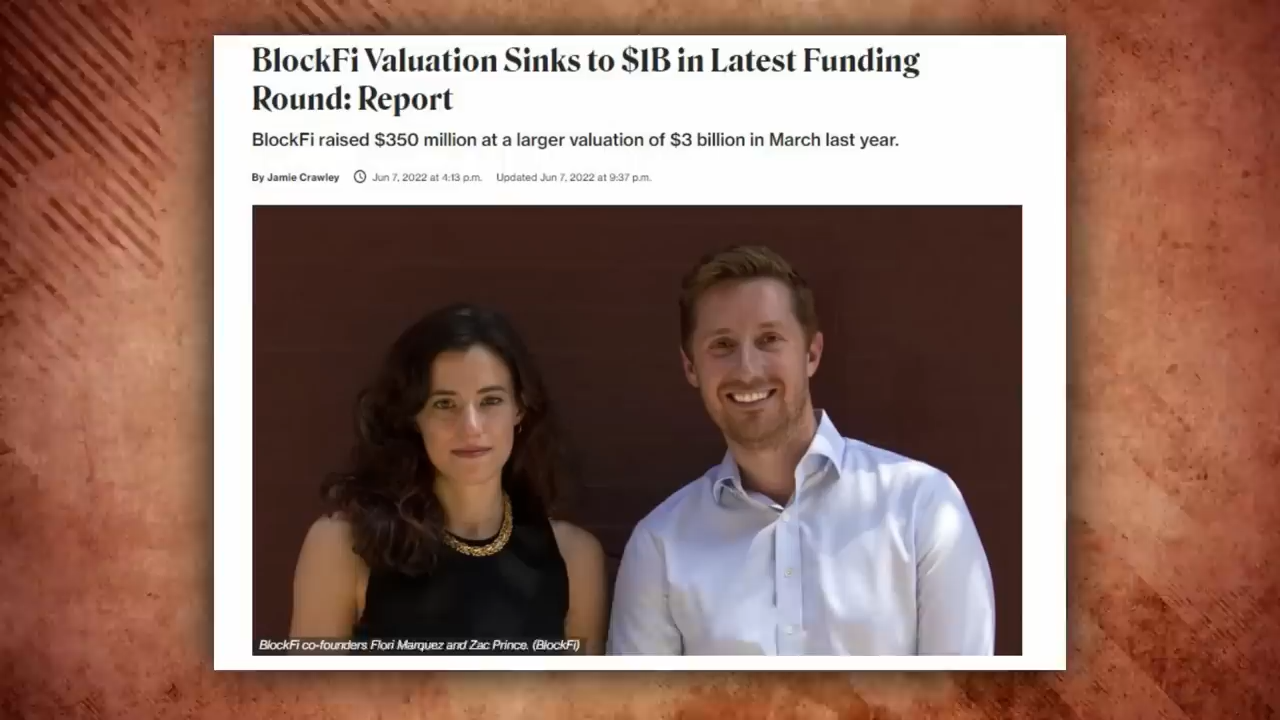 BlockFi Valuation Sinks to $1B in Latest Funding
Round: Report
BlockFi raised $350 million at a larger valuation of $3 billion in March last year.
By Jamie Crawley Jun 7, 2022 at 4:13 p.m. Updated Jun 7, 2022 at 9:37 p.m.
BlockFi co-founders Flori Marquez and Zac Prince. (BlockFi)